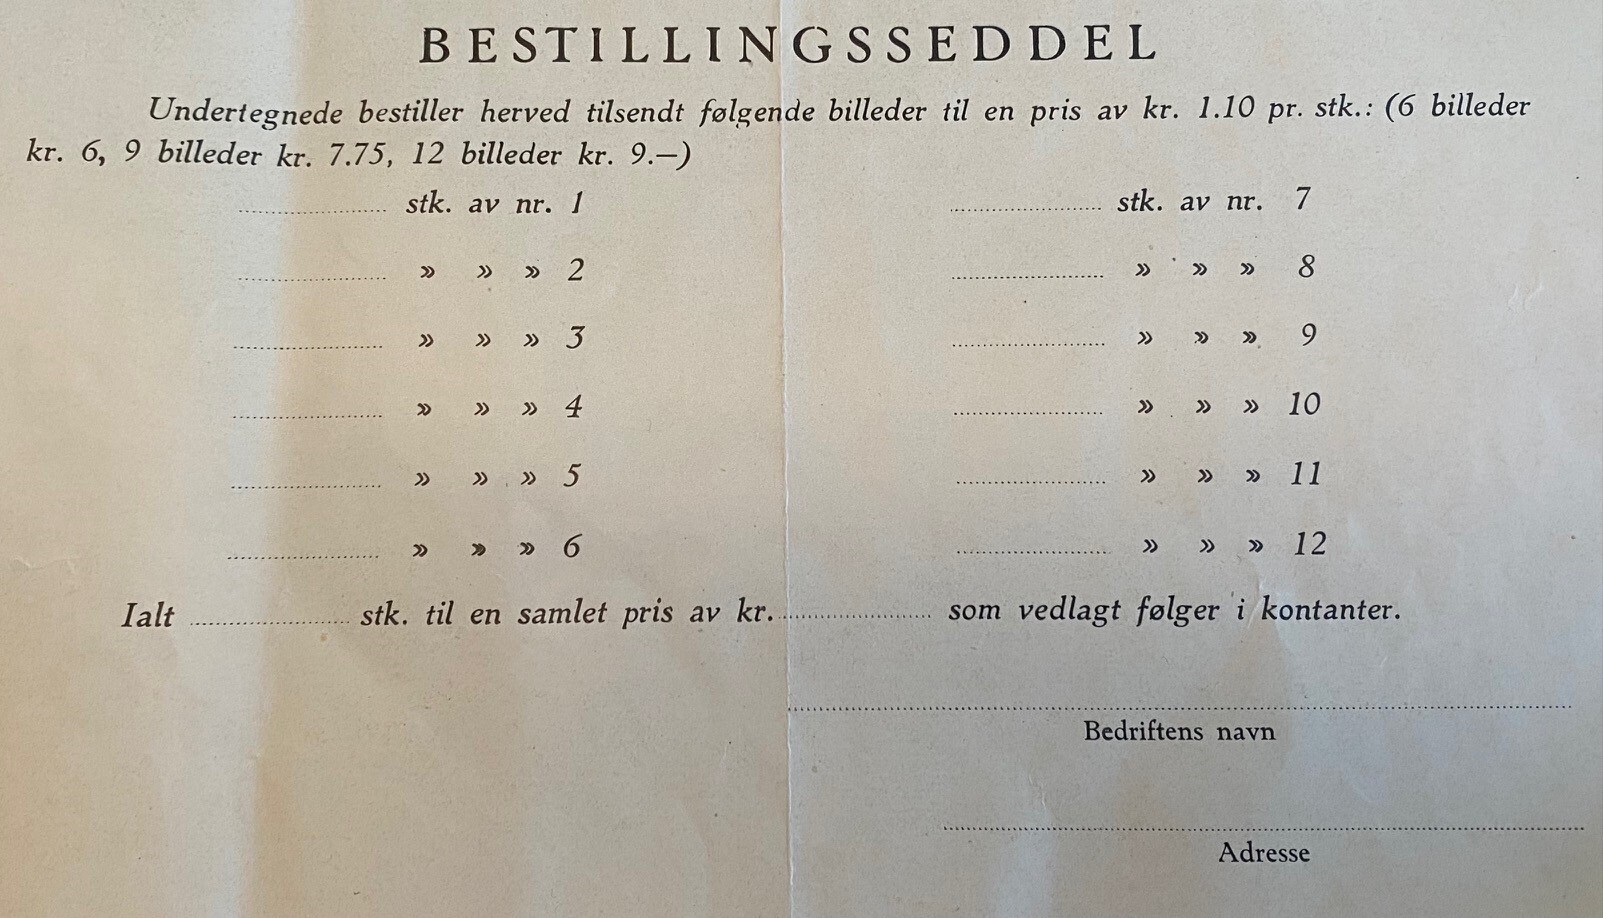 BESTILLINGSSEDDEL
Undertegnede bestiller herved tilsendt følgende billeder til en pris av kr. 1.10 pr. stk.: (6 billeder
kr. 6, 9 billeder kr. 7.75, 12 billeder kr. 9.—)
.................... stk. av nr. 1
.................... » » » 2
.................... » » » 3
.................... » » » 4
.................... » » » 5
.................... » » » 6
.................... stk. av nr. 7
.................... » » » 8
.................... » » » 9
.................... » » » 10
.................... » » » 11
.................... » » » 12
Ialt .................... stk. til en samlet pris av kr. .................... som vedlagt følger i kontanter.
Bedriftens navn
Adresse